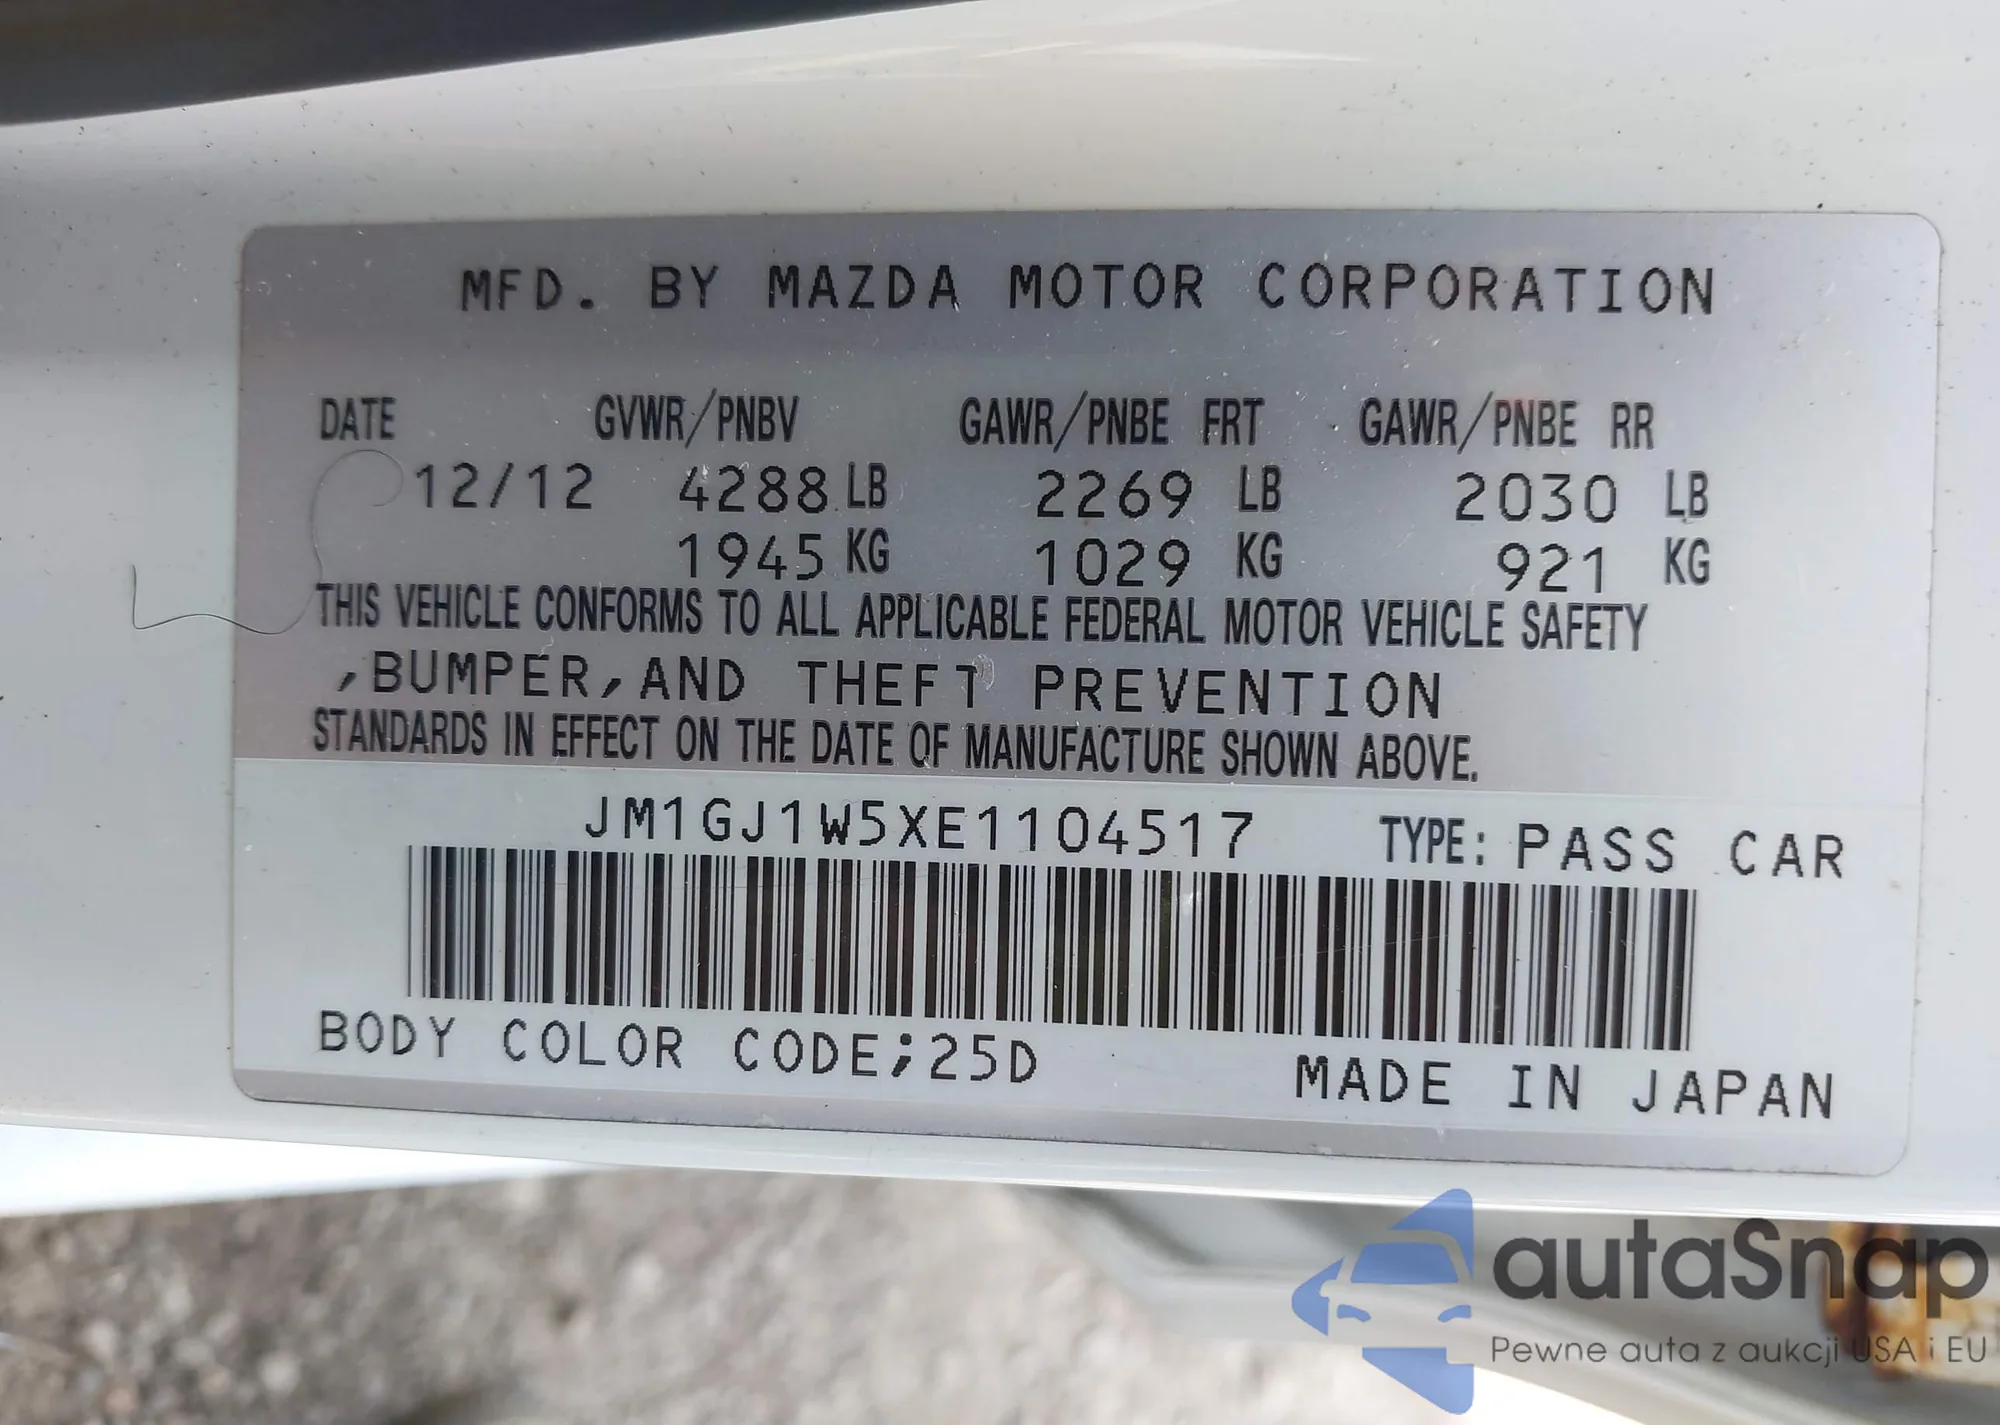 MFD. BY MAZDA MOTOR CORPORATION
DATE GVWR/PNBV GAWR/PNBE FRT GAWR/PNBE RR
12/12 4288 LB 2269 LB 2030 LB
1945 KG 1029 KG 921 KG
THIS VEHICLE CONFORMS TO ALL APPLICABLE FEDERAL MOTOR VEHICLE SAFETY
,BUMPER,AND THEFT PREVENTION
STANDARDS IN EFFECT ON THE DATE OF MANUFACTURE SHOWN ABOVE.
JM1GJ1W5XE1104517 TYPE: PASS CAR
BODY COLOR CODE;25D
MADE IN JAPAN
autaSnap
Pewne auta z aukcji USA i EU